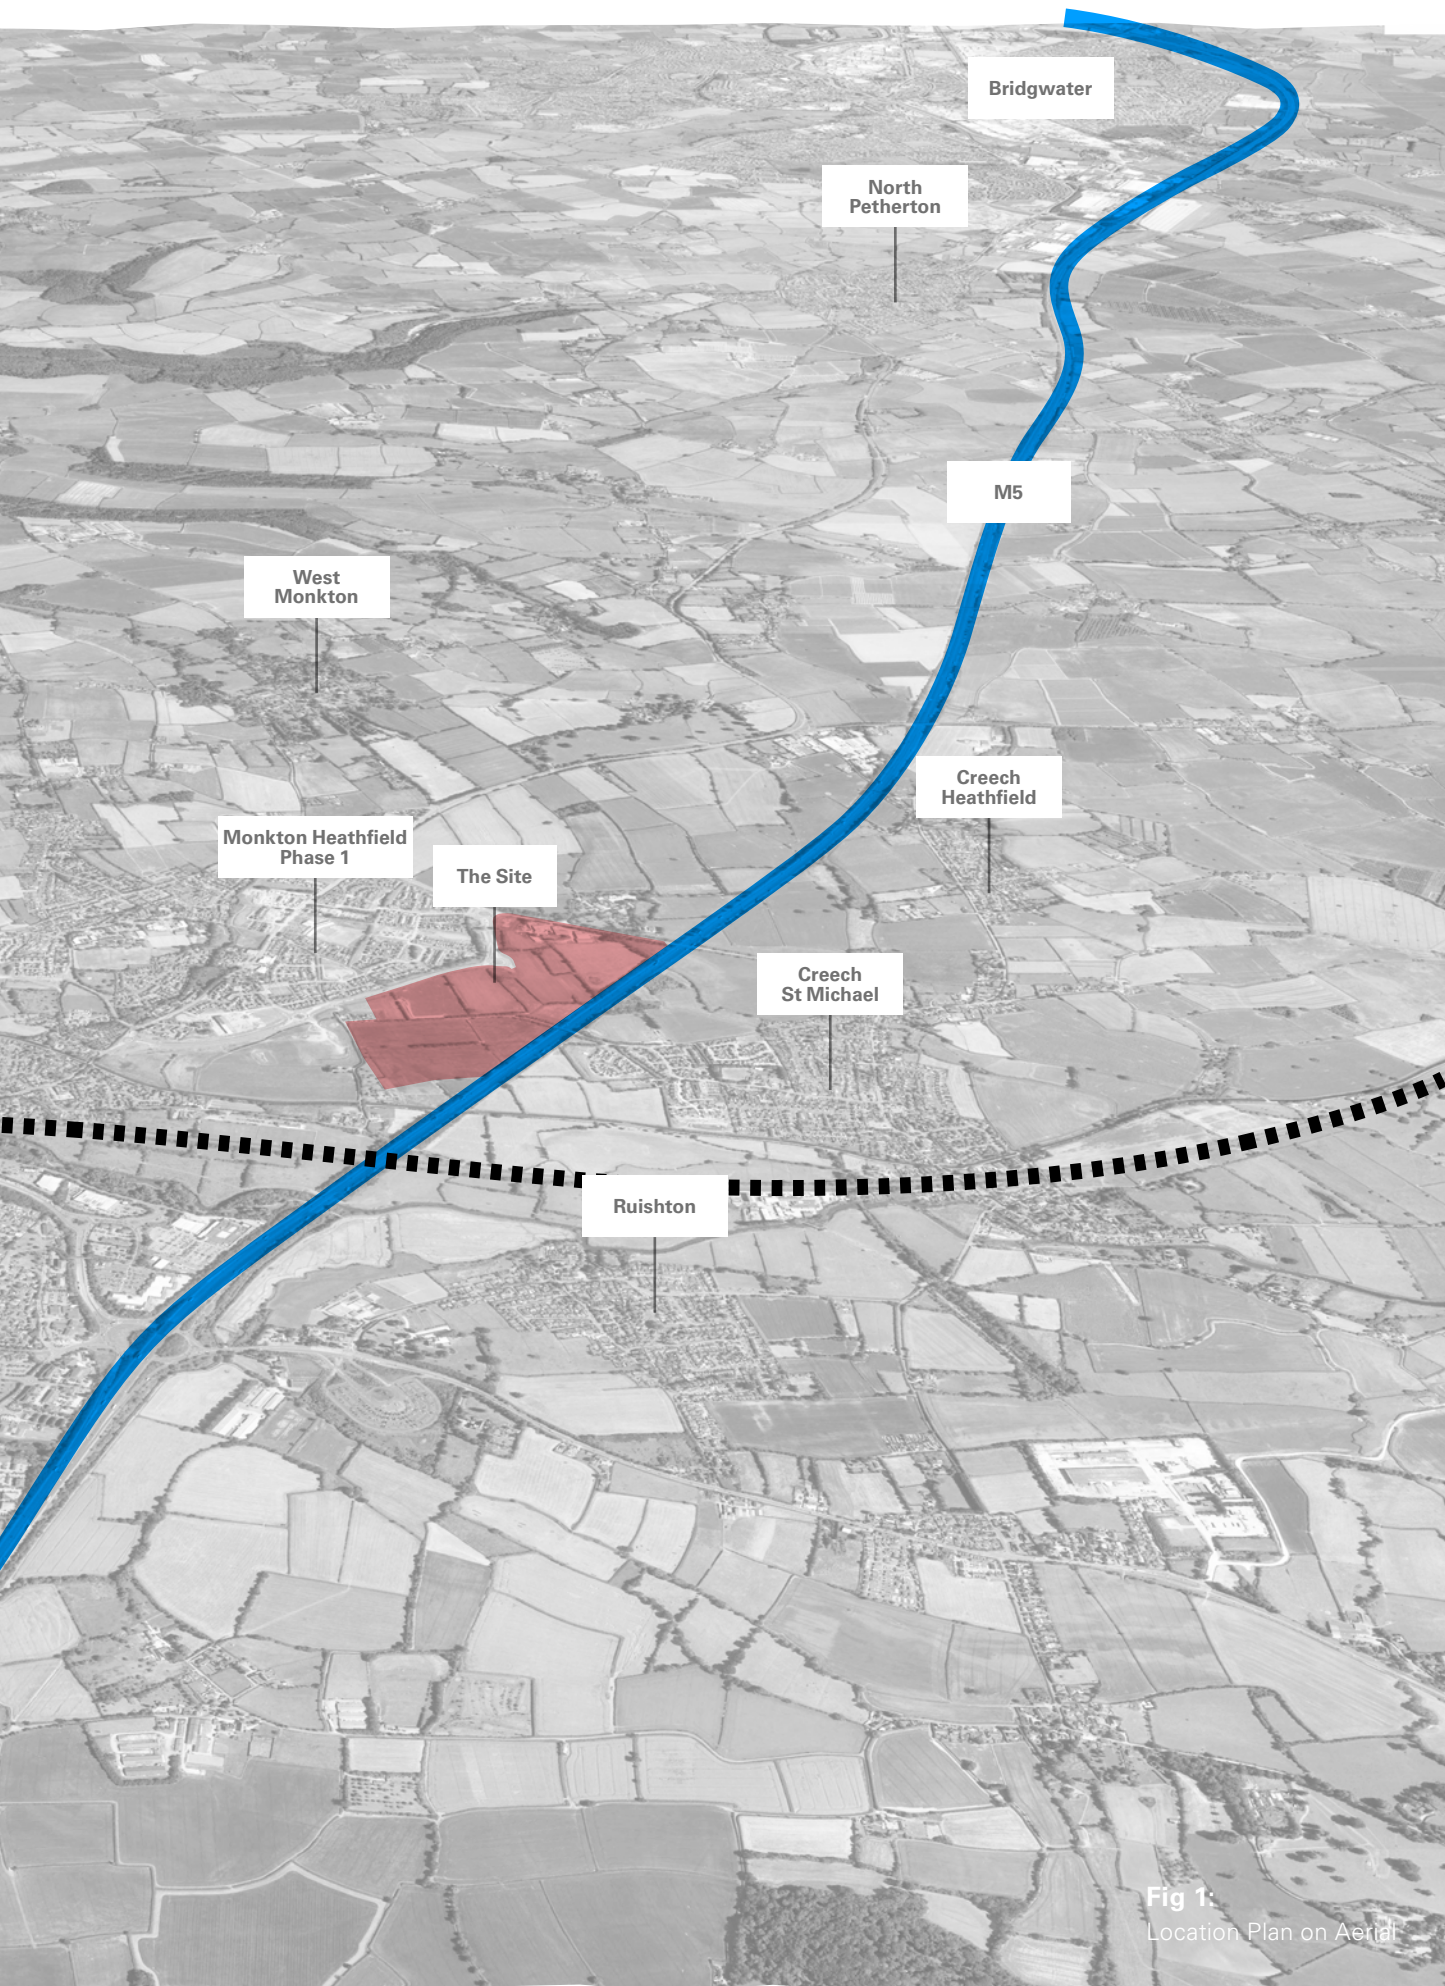 Bridgwater
North
Petherton
M5
West
Monkton
Creech
Heathfield
Monkton Heathfield
Phase 1
The Site
Creech
St Michael
Ruishton
Fig 1:
Location Plan on Aerial